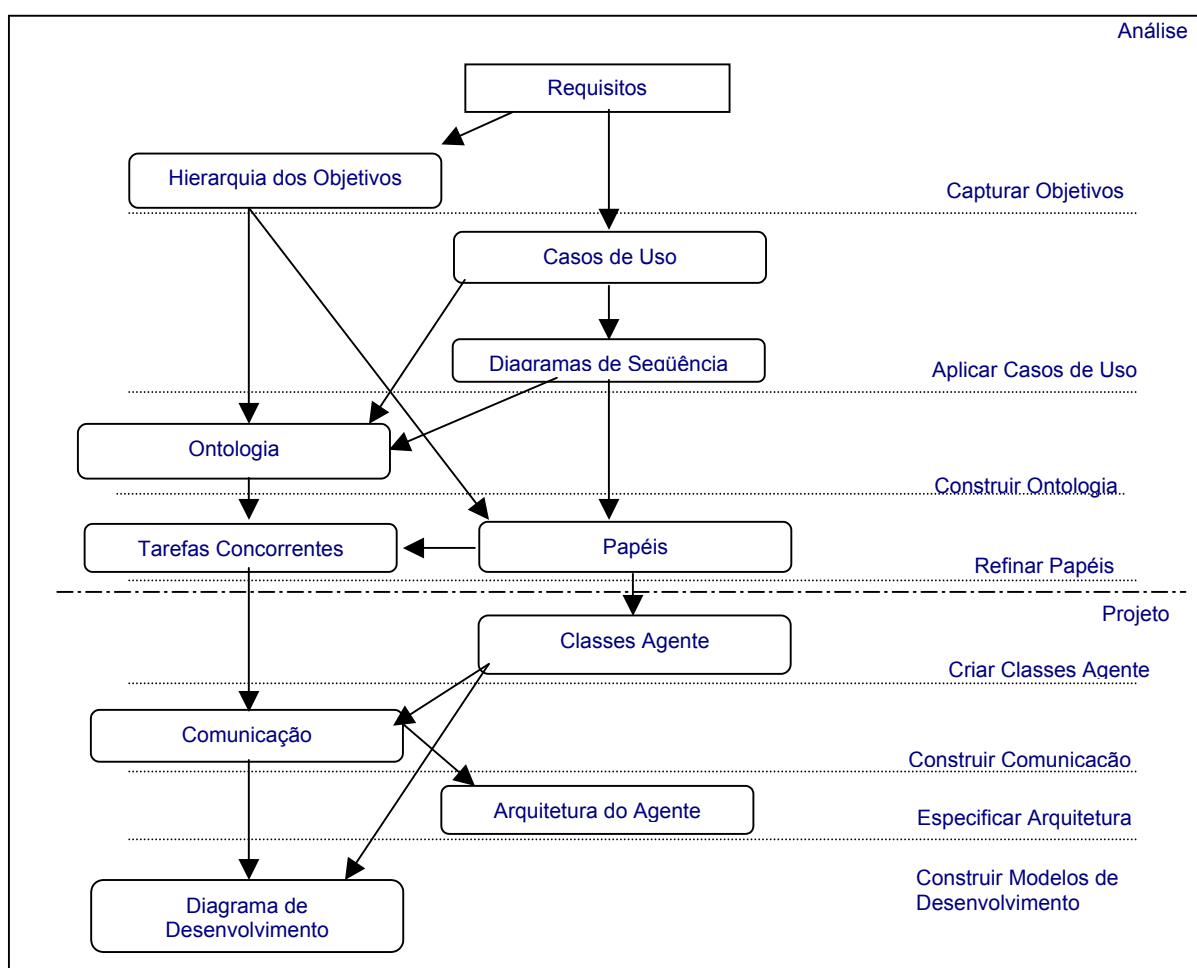 Análise
Requisitos
Hierarquia dos Objetivos
Capturar Objetivos
Casos de Uso
Diagramas de Seqüência
Aplicar Casos de Uso
Ontologia
Construir Ontologia
Tarefas Concorrentes
Papéis
Refinar Papéis
Projeto
Classes Agente
Criar Classes Agente
Comunicação
Construir Comunicacão
Arquitetura do Agente
Especificar Arquitetura
Construir Modelos de
Desenvolvimento
Diagrama de
Desenvolvimento